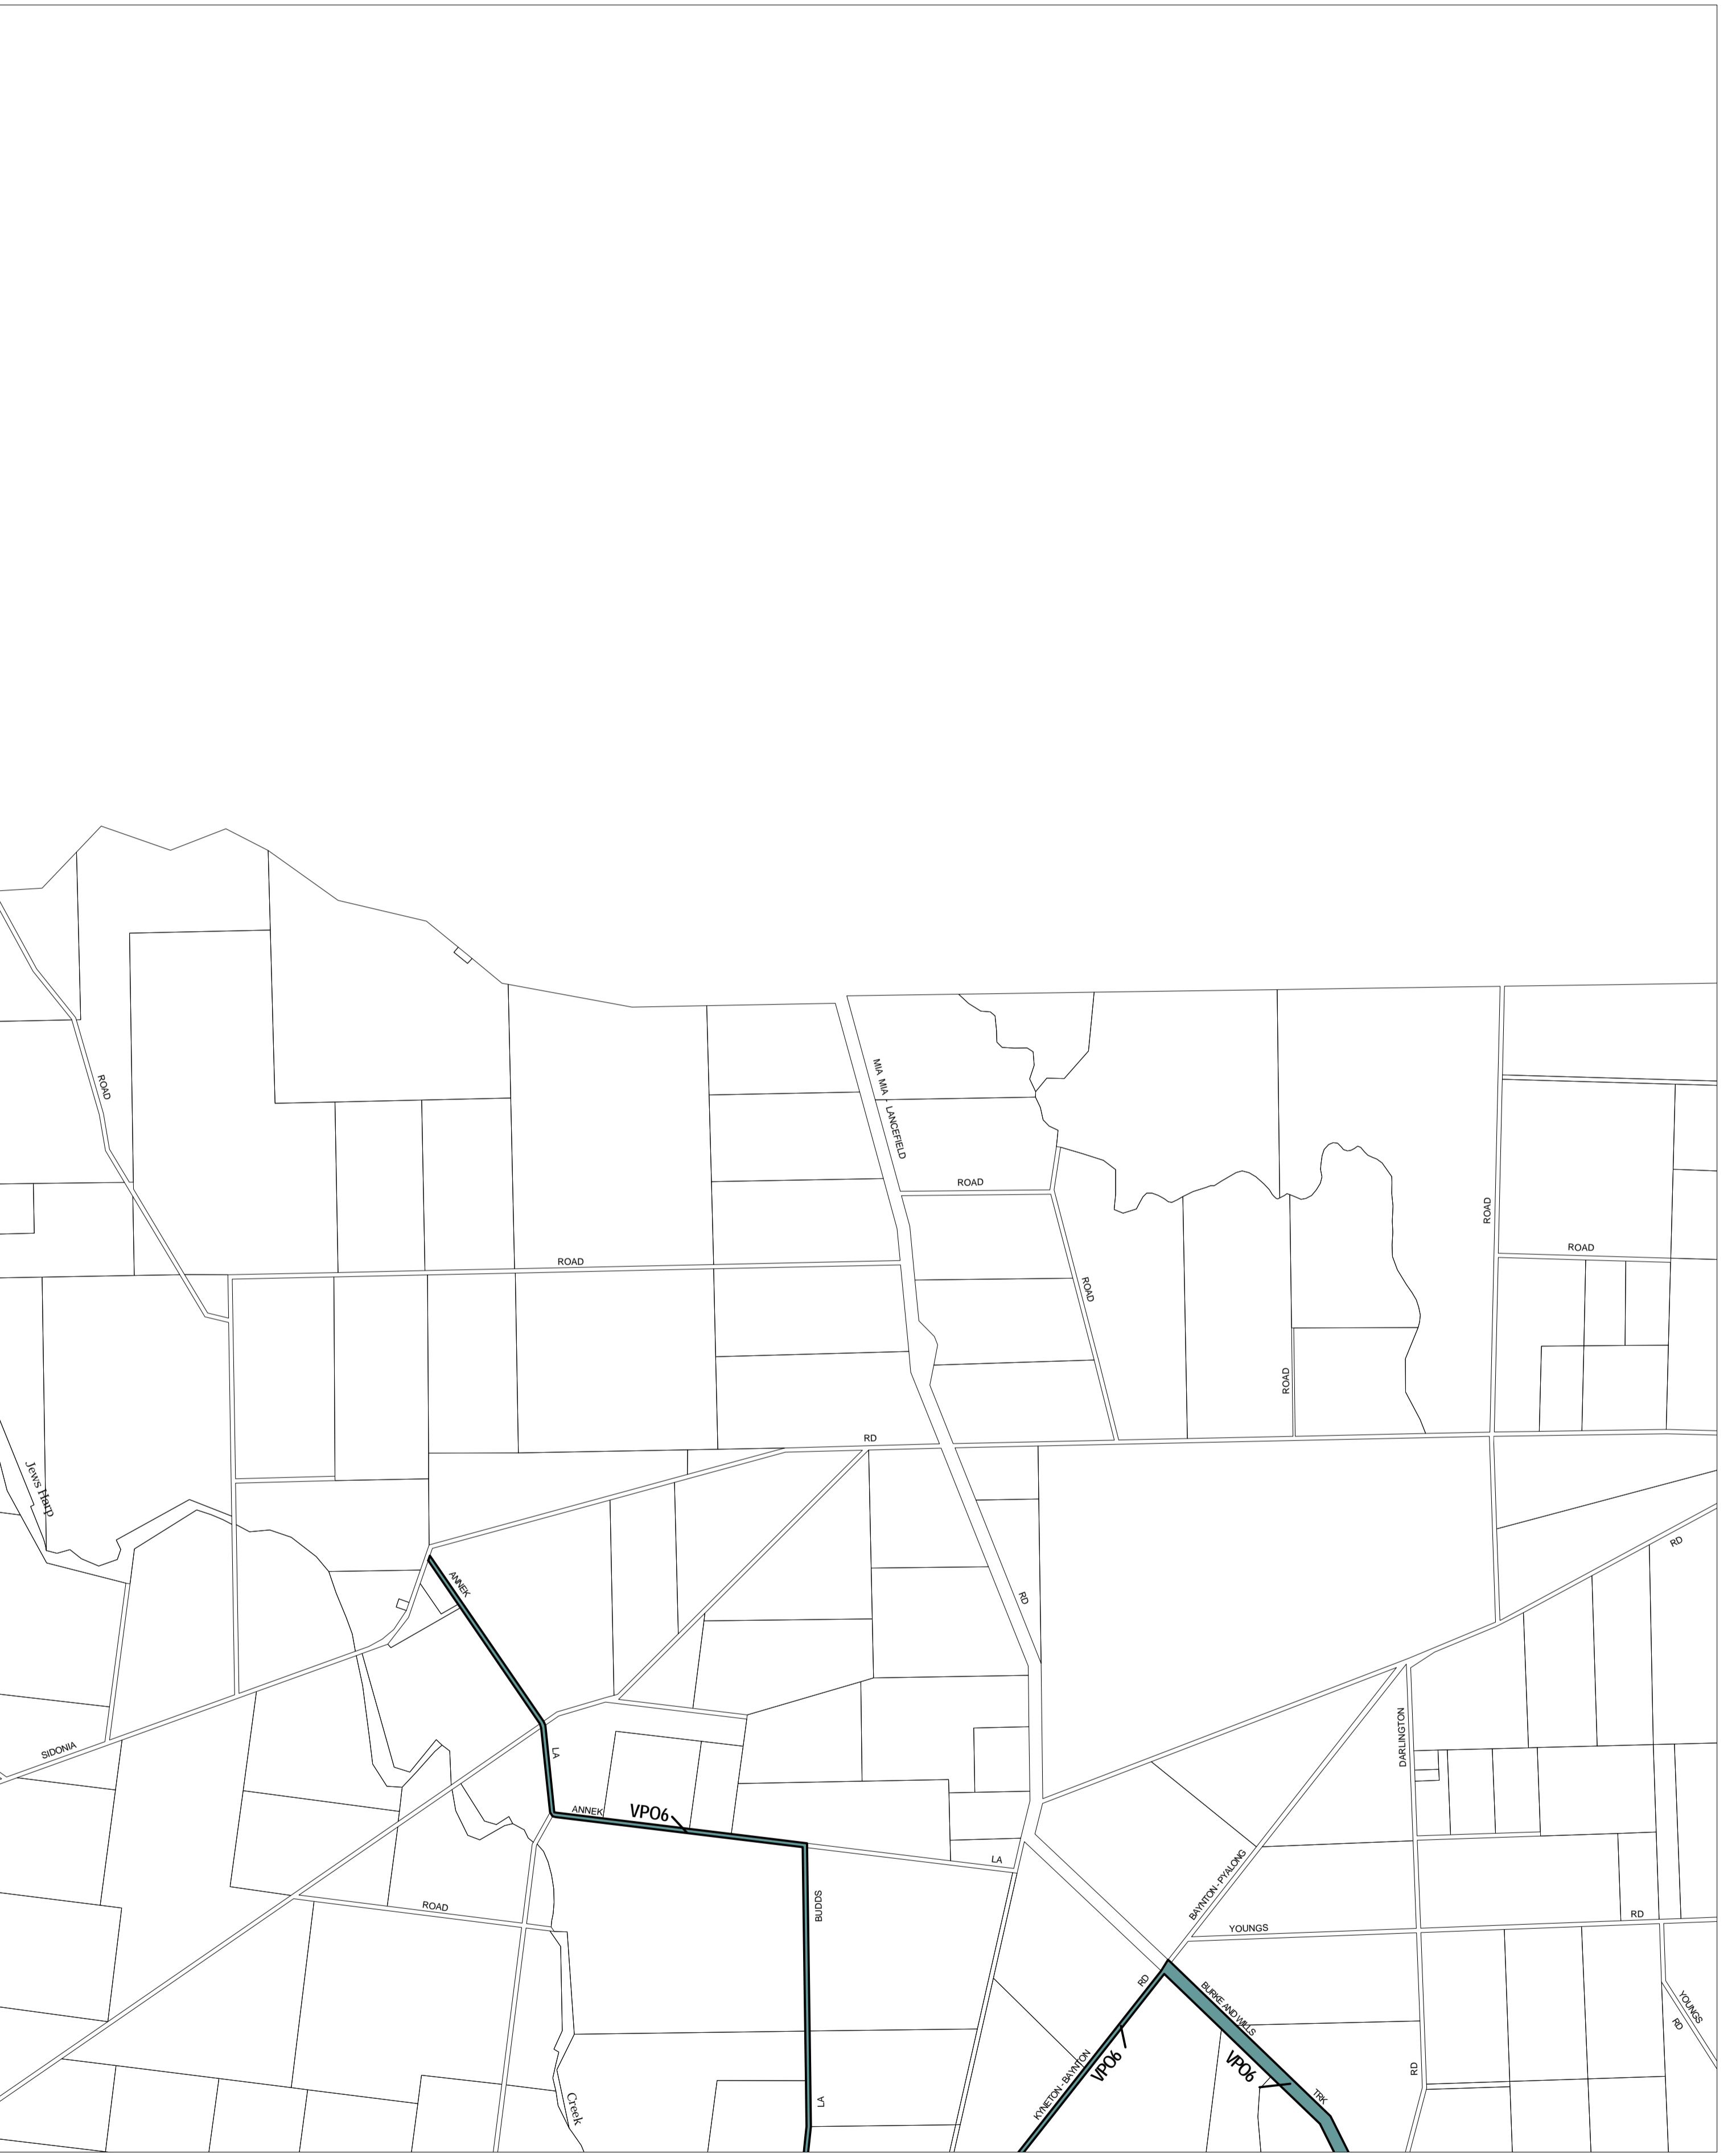 ROAD
MIA MIA - LANCEFIELD
ROAD
ROAD
ROAD
ROAD
ROAD
ROAD
ROAD
RD
Jews Harp
RD
ANNEK
RD
SIDONIA
LA
DARLINGTON
ANNEK
VPO6
LA
BAYNTON - PYALONG
BUDDS
ROAD
YOUNGS
RD
RD
BURKE AND WILLS
YOUNGS
RD
KYNETON - BAYNTON
VPO6
VPO6
RD
TRK
LA
Creek